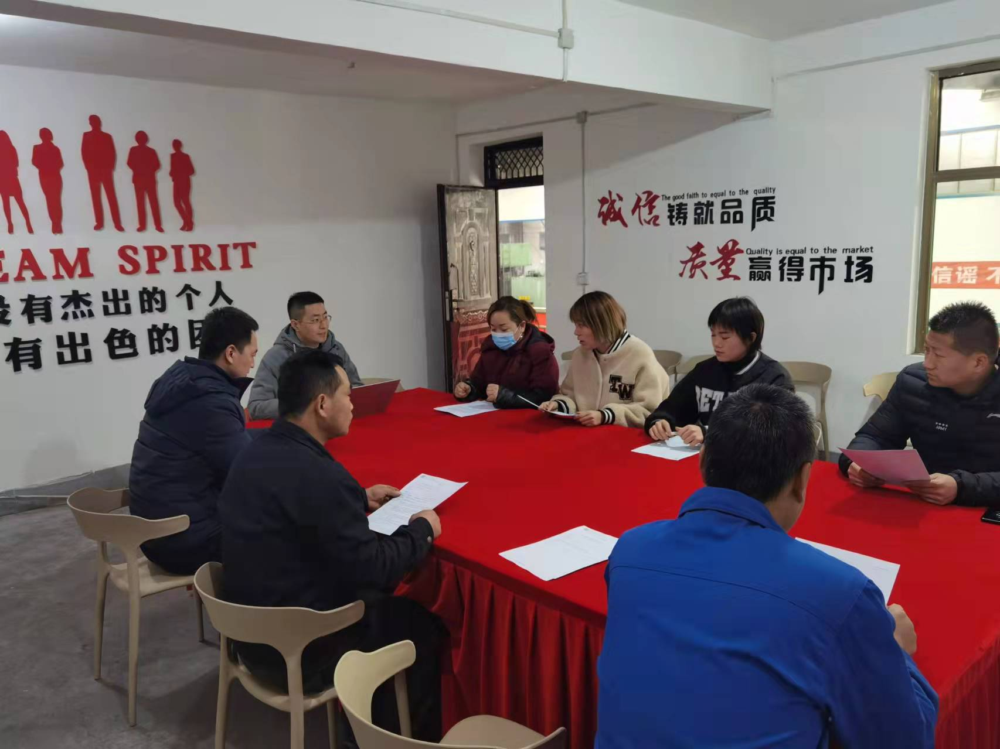 EAM SPIRIT
没有杰出的个人
有出色的团
The good faith to equal to the quality
诚信铸就品质
Quality is equal to the market
质量赢得市场
信谣 不
TW
BET
ARMY